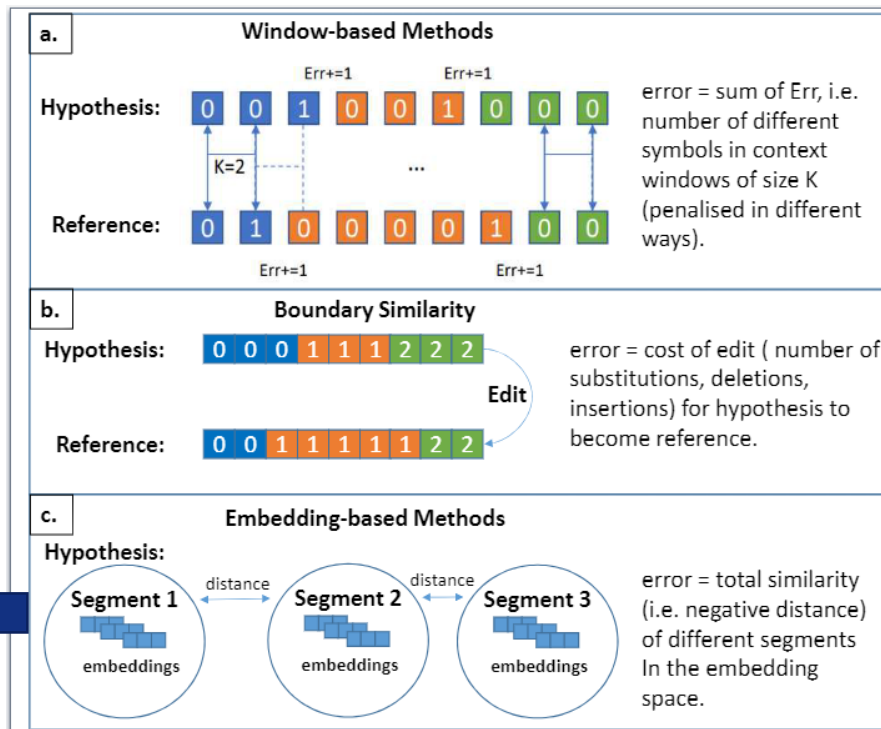 a.
Window-based Methods
Err+=1 Err+=1
Hypothesis: 0 0 1 0 0 1 0 0 0
K=2
...
Reference: 0 1 0 0 0 0 1 0 0
Err+=1 Err+=1
error = sum of Err, i.e.
number of different
symbols in context
windows of size K
(penalised in different
ways).
b.
Boundary Similarity
Hypothesis: 0 0 0 1 1 1 2 2 2
Edit
Reference: 0 0 1 1 1 1 1 2 2
error = cost of edit ( number of
substitutions, deletions,
insertions) for hypothesis to
become reference.
c.
Embedding-based Methods
Hypothesis:
distance distance
Segment 1 Segment 2 Segment 3
embeddings embeddings embeddings
error = total similarity
(i.e. negative distance)
of different segments
In the embedding
space.